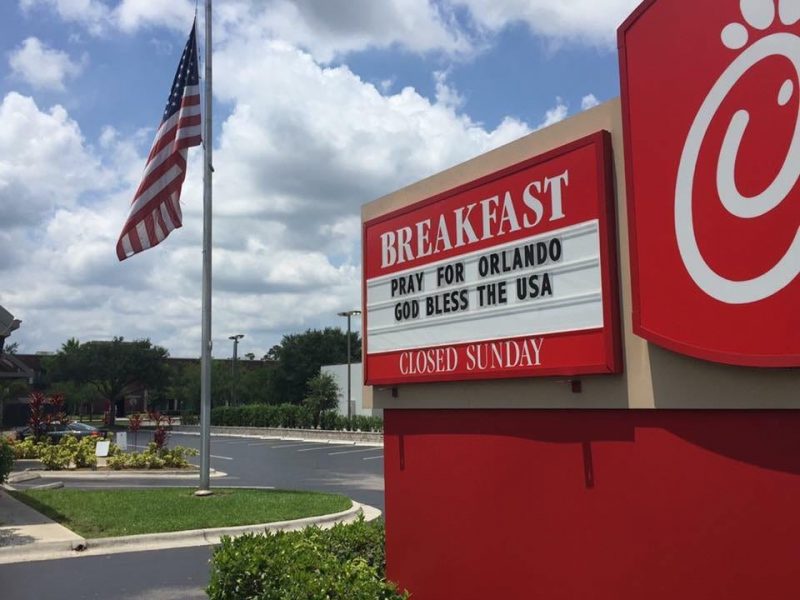 BREAKFAST
PRAY FOR ORLANDO
GOD BLESS THE USA
CLOSED SUNDAY